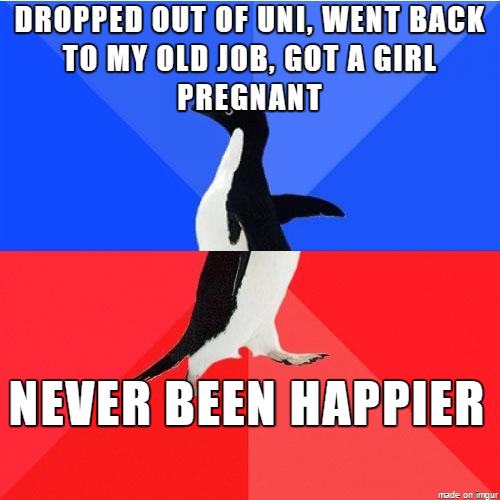 DROPPED OUT OF UNI, WENT BACK
TO MY OLD JOB, GOT A GIRL
PREGNANT
NEVER BEEN HAPPIER
made on imgur